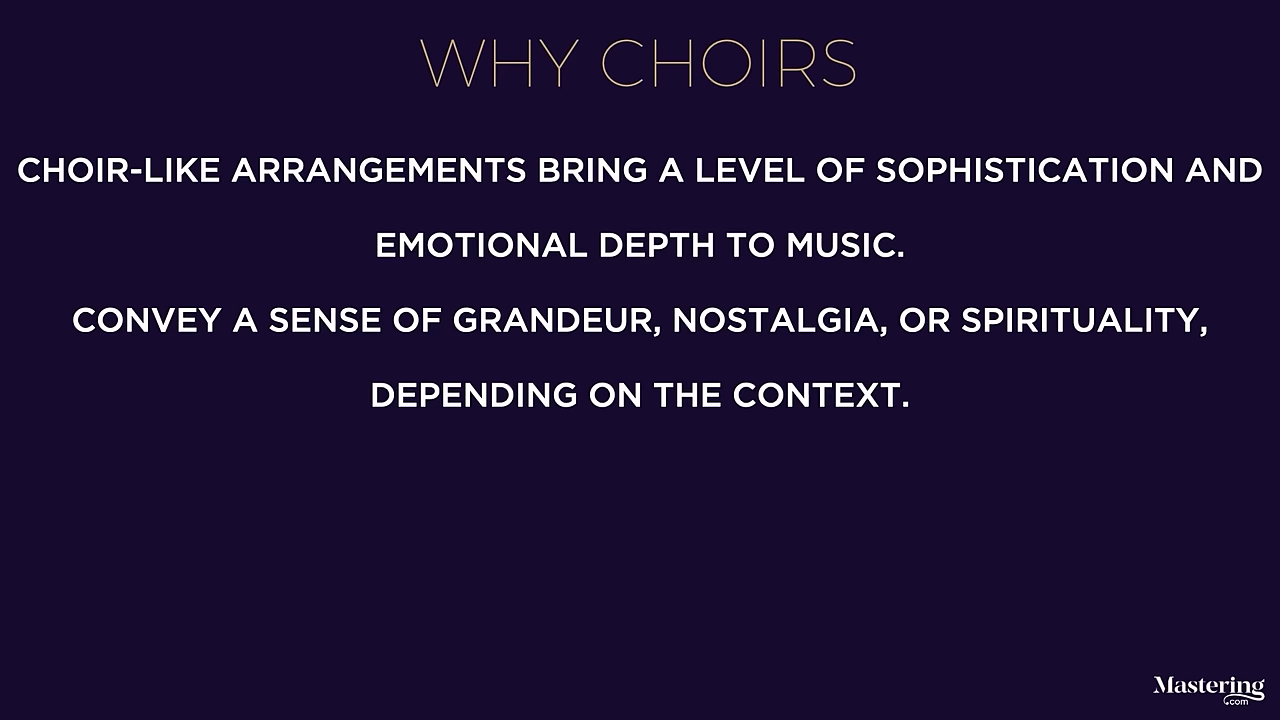 WHY CHOIRS
CHOIR-LIKE ARRANGEMENTS BRING A LEVEL OF SOPHISTICATION AND
EMOTIONAL DEPTH TO MUSIC.
CONVEY A SENSE OF GRANDEUR, NOSTALGIA, OR SPIRITUALITY,
DEPENDING ON THE CONTEXT.
Mastering
.com